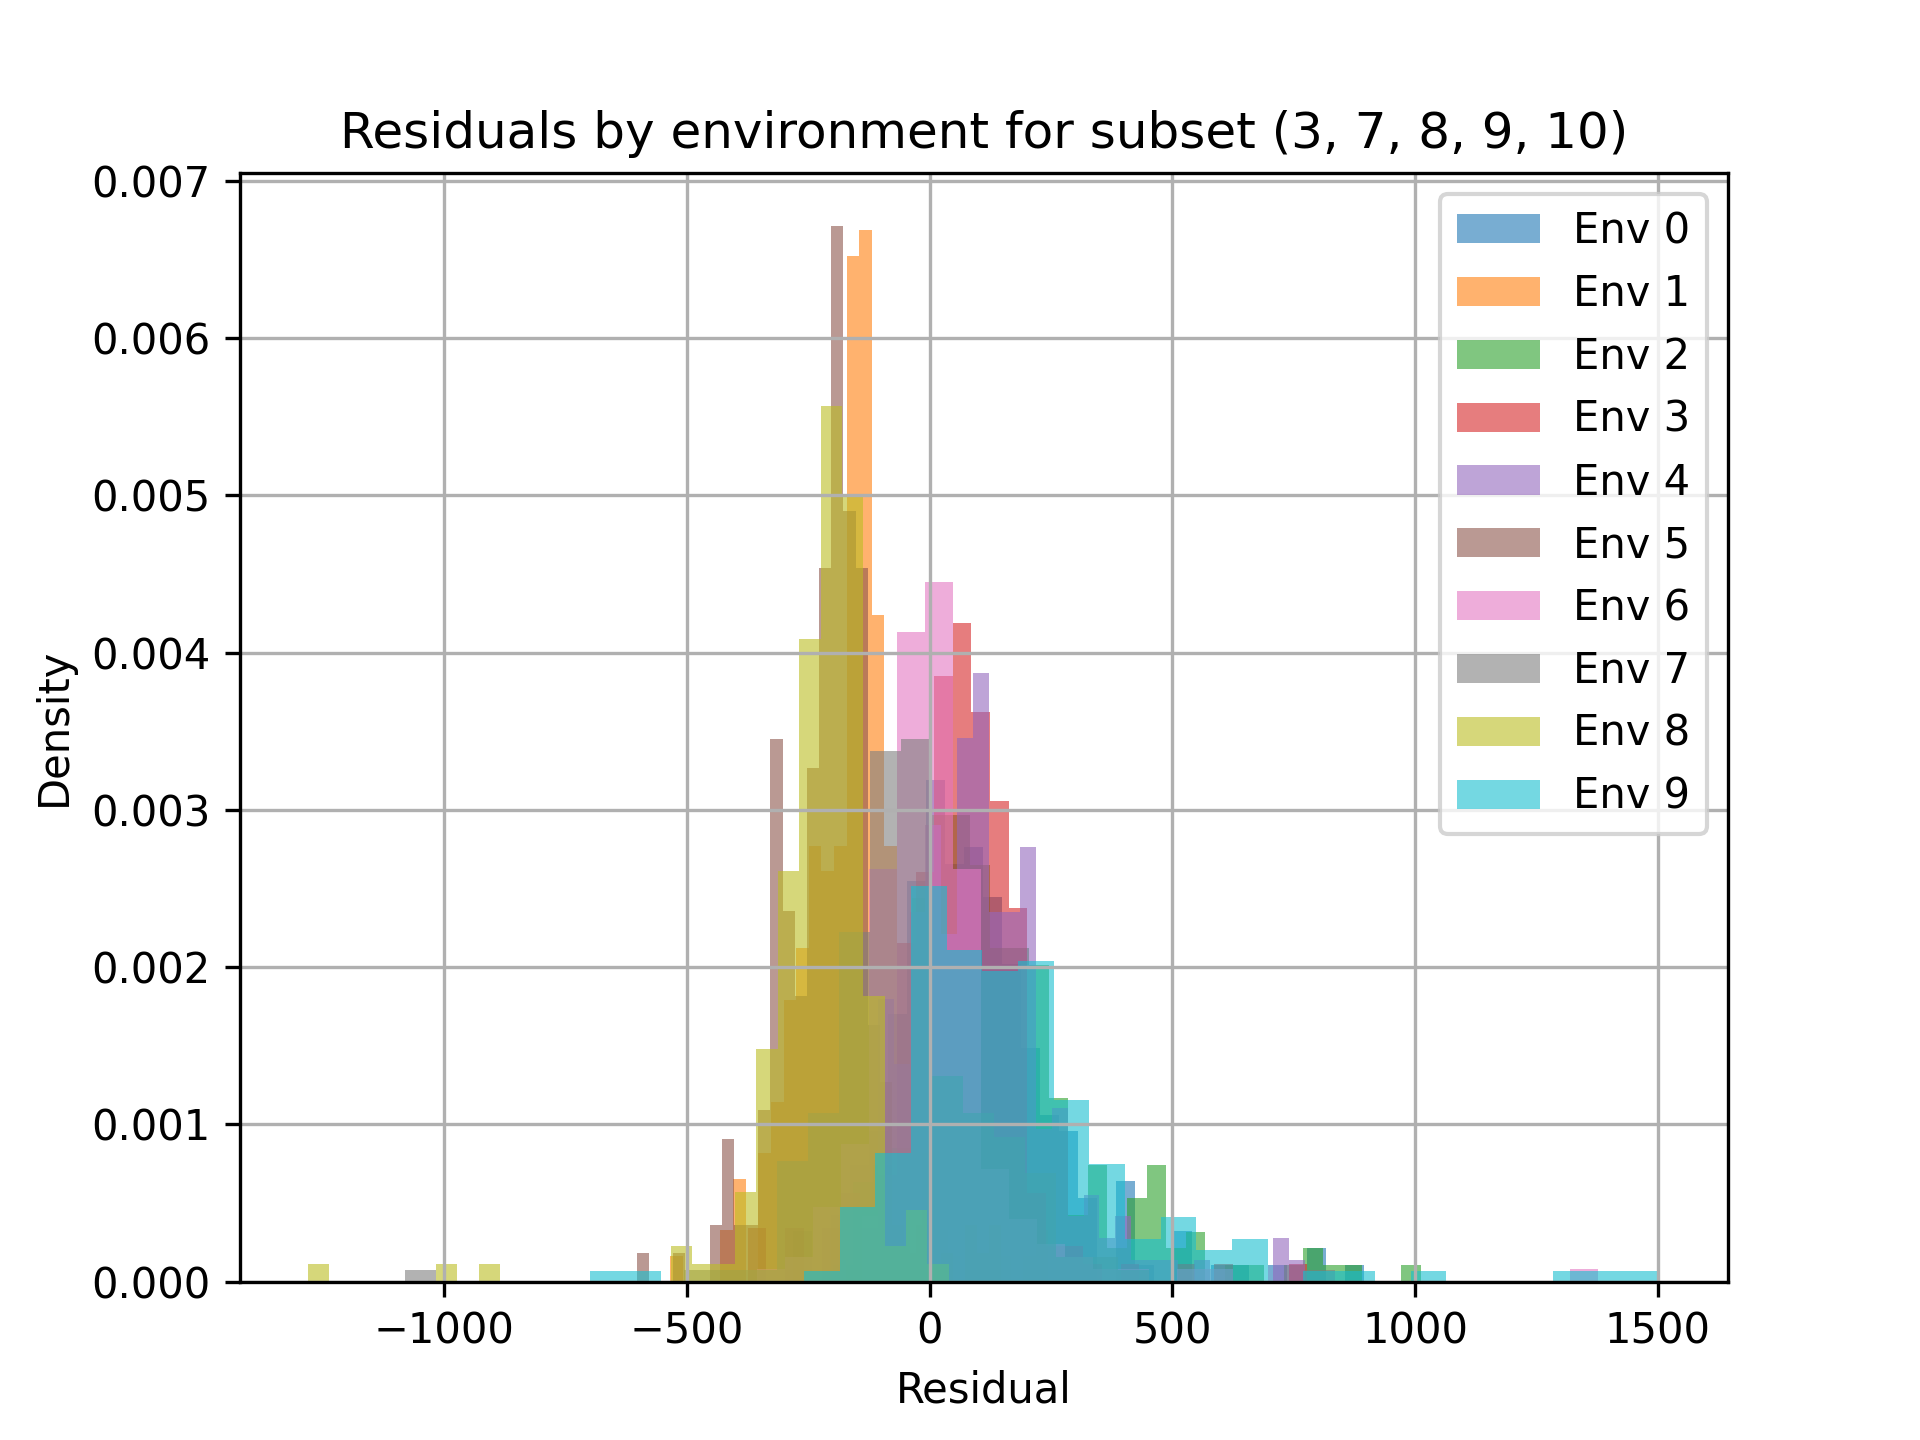 Residuals by environment for subset (3, 7, 8, 9, 10)
0.007
0.006
0.005
0.004
0.003
0.002
0.001
0.000
Density
−1000
−500
0
500
1000
1500
Residual
Env 0
Env 1
Env 2
Env 3
Env 4
Env 5
Env 6
Env 7
Env 8
Env 9